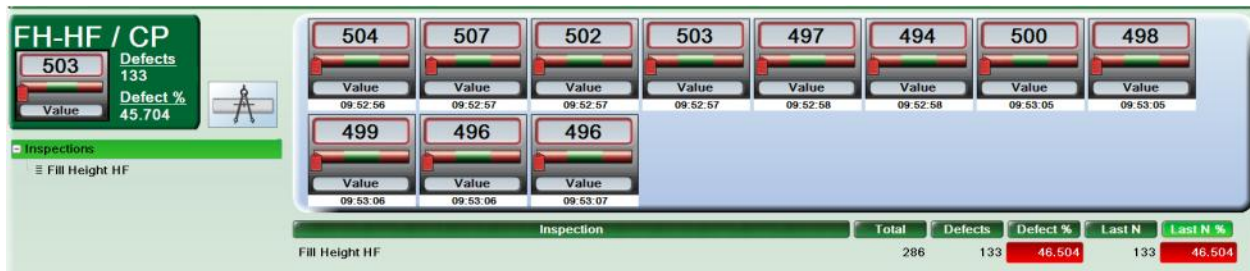 FH-HF / CP
503
Value
Defects
133
Defect %
45.704
Inspections
Fill Height HF
504 507 502 503 497 494 500 498
Value Value Value Value Value Value Value Value
09:52:56 09:52:57 09:52:57 09:52:57 09:52:58 09:52:58 09:53:05 09:53:05
499 496 496
Value Value Value
09:53:06 09:53:06 09:53:07
Inspection Total Defects Defect % Last N Last N %
Fill Height HF 286 133 46.504 133 46.504